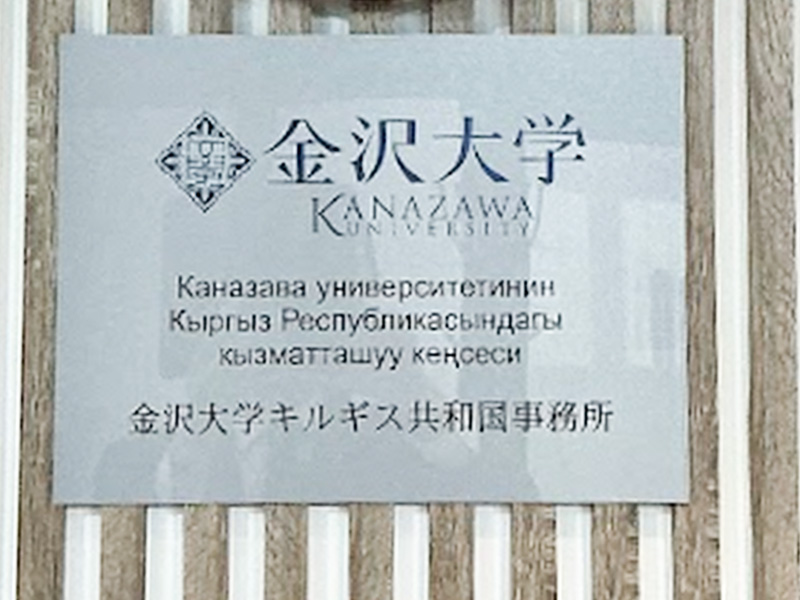 金沢大学
KANAZAWA
UNIVERSITY
Каназава университетинин
Кыргыз Республикасындагы
кызматташуу кеңсеси
金沢大学キルギス共和国事務所